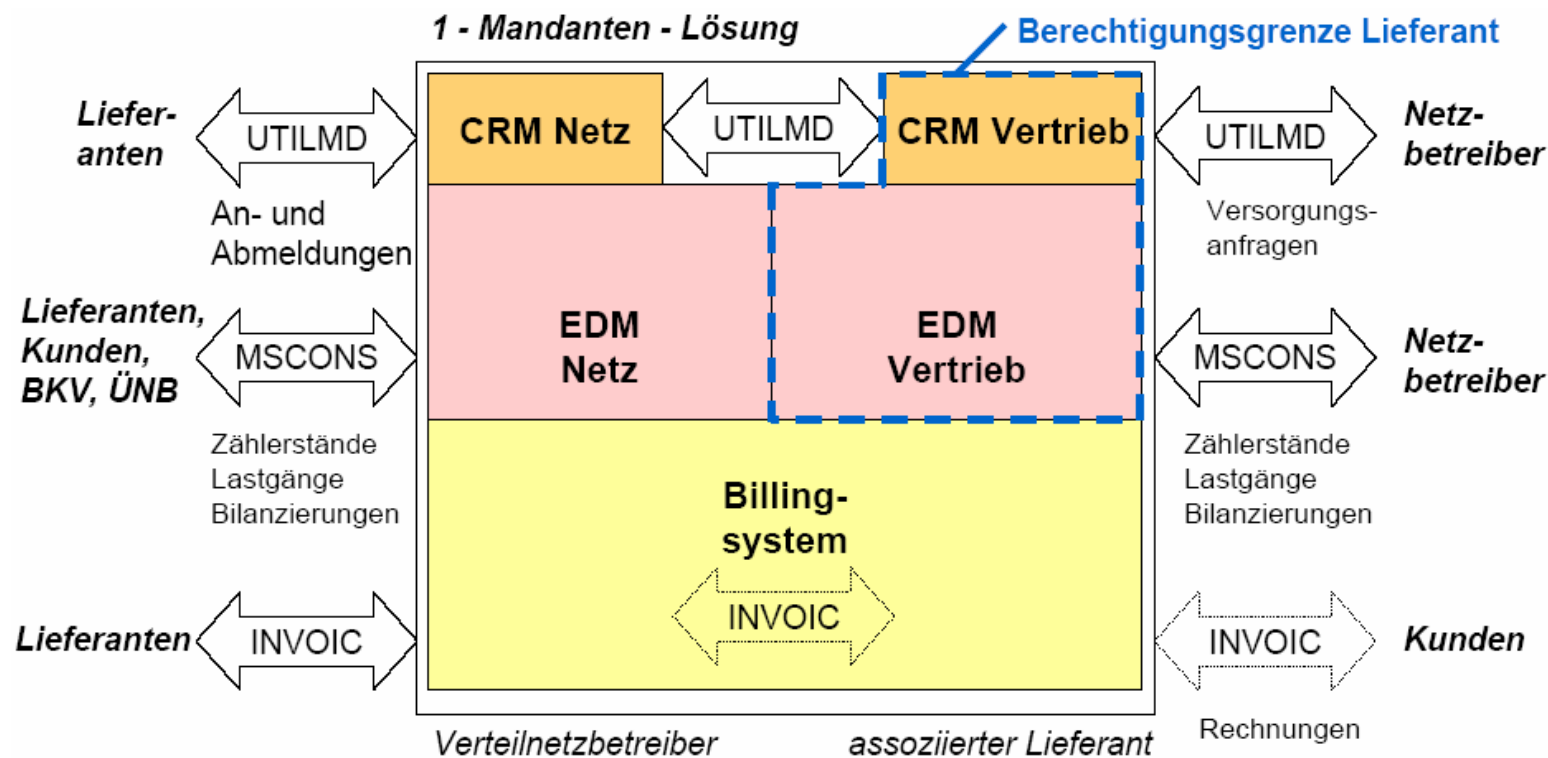 1 - Mandanten - Lösung
Berechtigungsgrenze Lieferant
Liefer-
anten
UTILMD
CRM Netz
UTILMD
CRM Vertrieb
UTILMD
Netz-
betreiber
An- und
Abmeldungen
Versorgungs-
anfragen
Lieferanten,
Kunden,
BKV, ÜNB
MSCONS
EDM
Netz
EDM
Vertrieb
MSCONS
Netz-
betreiber
Zählerstände
Lastgänge
Bilanzierungen
Zählerstände
Lastgänge
Bilanzierungen
Billing-
system
INVOIC
Lieferanten
INVOIC
INVOIC
Kunden
Rechnungen
Verteilnetzbetreiber
assoziierter Lieferant